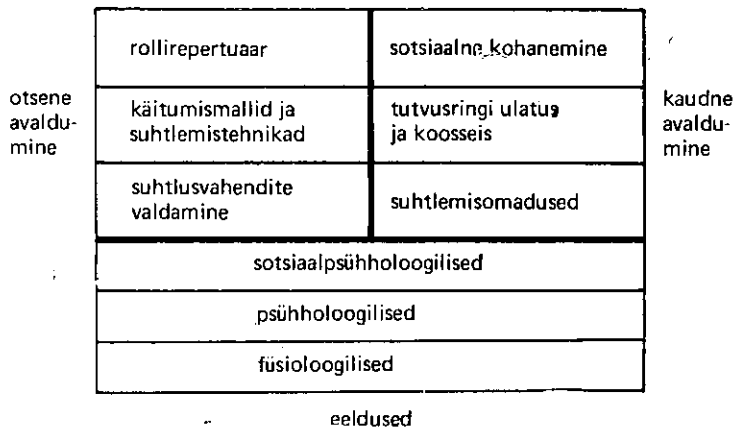 rollirepertuaar
sotsiaalne kohanemine
otsene
avaldu-
mine
käitumismallid ja
suhtlemistehnikad
tutvusringi ulatus
ja koosseis
kaudne
avaldu-
mine
suhtlusvahendite
valdamine
suhtlemisomadused
sotsiaalpsühholoogilised
psühholoogilised
füsioloogilised
eeldused